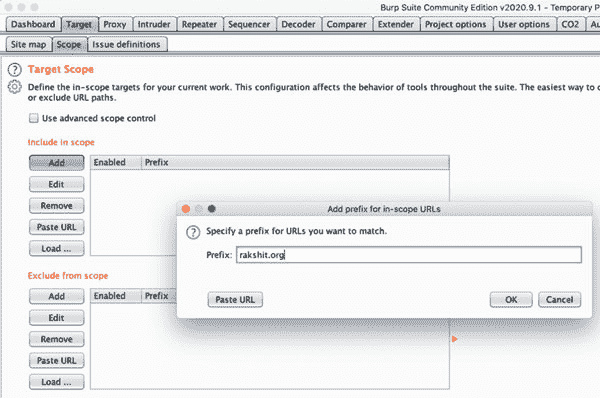 Burp Suite Community Edition v2020.9.1 - Temporary P
Dashboard Target Proxy Intruder Repeater Sequencer Decoder Comparer Extender Project options User options CO2 Au
Site map Scope Issue definitions
? Target Scope
Define the in-scope targets for your current work. This configuration affects the behavior of tools throughout the suite. The easiest way to c
or exclude URL paths.
Use advanced scope control
Include in scope
Add Enabled Prefix
Edit
Remove
Paste URL
Load ...
Add prefix for in-scope URLs
? Specify a prefix for URLs you want to match.
Prefix: rakshit.org
Paste URL OK Cancel
Exclude from scope
Add Enabled Prefix
Edit
Remove
Paste URL
Load ...